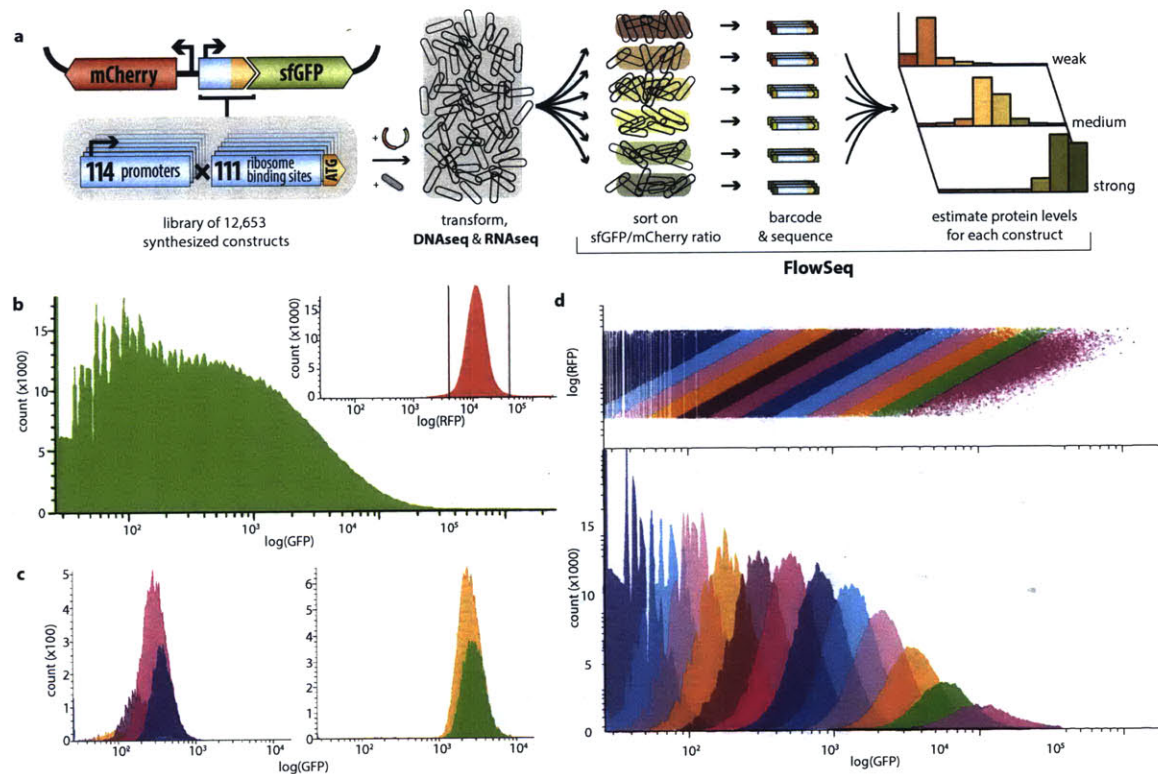 a
mCherry
sfGFP
114 promoters
×
111 ribosome binding sites
ATG
+
+
library of 12,653
synthesized constructs
transform,
DNAseq & RNAseq
sort on
sfGFP/mCherry ratio
barcode
& sequence
weak
medium
strong
estimate protein levels
for each construct
FlowSeq
b
count (x1000)
15
10
5
0
10² 10³ 10⁴ 10⁵
log(GFP)
count (x1000)
15
10
5
0
10² 10³ 10⁴ 10⁵
log(RFP)
c
count (x100)
5
4
3
2
1
0
10² 10³ 10⁴
log(GFP)
6
5
4
3
2
1
0
10² 10³ 10⁴
log(GFP)
d
log(RFP)
count (x1000)
15
10
5
0
10² 10³ 10⁴ 10⁵
log(GFP)